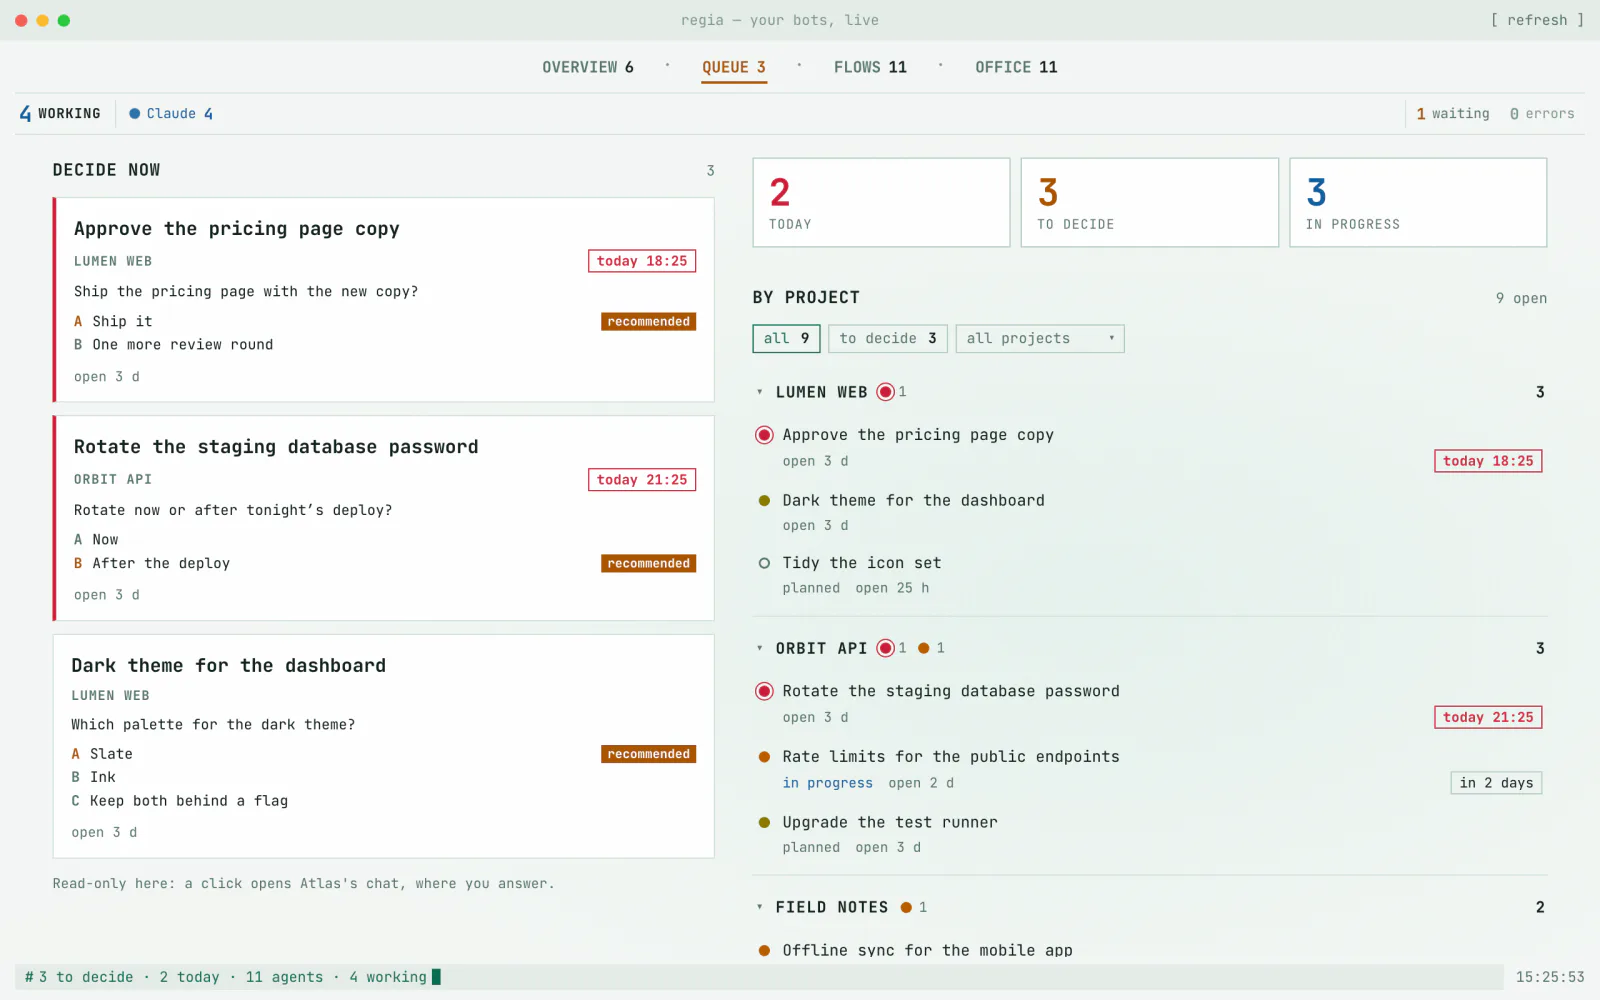 regia — your bots, live
[ refresh ]
OVERVIEW 6 · QUEUE 3 · FLOWS 11 · OFFICE 11
4 WORKING Claude 4
1 waiting 0 errors
DECIDE NOW 3
Approve the pricing page copy
LUMEN WEB today 18:25
Ship the pricing page with the new copy?
A Ship it recommended
B One more review round
open 3 d
Rotate the staging database password
ORBIT API today 21:25
Rotate now or after tonight’s deploy?
A Now
B After the deploy recommended
open 3 d
Dark theme for the dashboard
LUMEN WEB
Which palette for the dark theme?
A Slate recommended
B Ink
C Keep both behind a flag
open 3 d
Read-only here: a click opens Atlas's chat, where you answer.
2
TODAY
3
TO DECIDE
3
IN PROGRESS
BY PROJECT 9 open
all 9 to decide 3 all projects
LUMEN WEB 1 3
Approve the pricing page copy
open 3 d today 18:25
Dark theme for the dashboard
open 3 d
Tidy the icon set
planned open 25 h
ORBIT API 1 1 3
Rotate the staging database password
open 3 d today 21:25
Rate limits for the public endpoints
in progress open 2 d in 2 days
Upgrade the test runner
planned open 3 d
FIELD NOTES 1 2
Offline sync for the mobile app
# 3 to decide · 2 today · 11 agents · 4 working
15:25:53